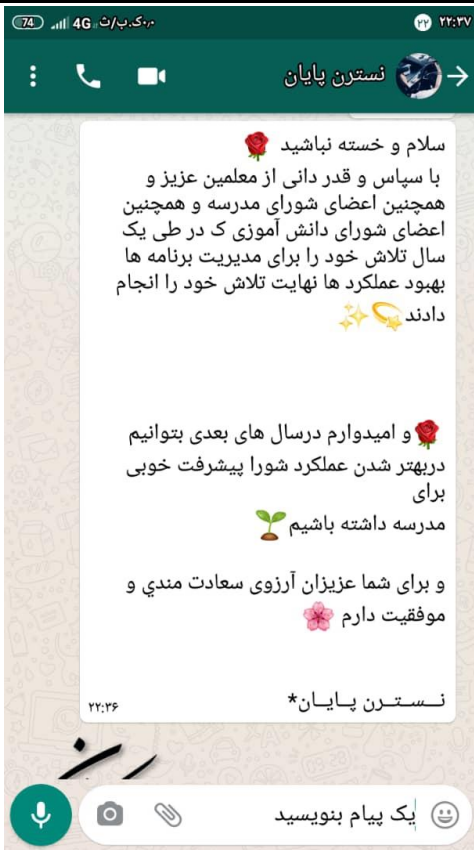 ۲۲:۳۷ ۲۲ ۰٫۰ک.ب/ث 4G 74
نسترن پایان
سلام و خسته نباشید 🌹
با سپاس و قدر دانی از معلمین عزیز و
همچنین اعضای شورای مدرسه و همچنین
اعضای شورای دانش آموزی ک در طی یک
سال تلاش خود را برای مدیریت برنامه ها
بهبود عملکرد ها نهایت تلاش خود را انجام
دادند 💫✨
🌹و امیدوارم درسال های بعدی بتوانیم
دربهتر شدن عملکرد شورا پیشرفت خوبی
برای
مدرسه داشته باشیم 🌱
و برای شما عزیزان آرزوی سعادت مندي و
موفقیت دارم 🌸
نــسـتـرن پـایـان*
۲۲:۳۶
یک پیام بنویسید